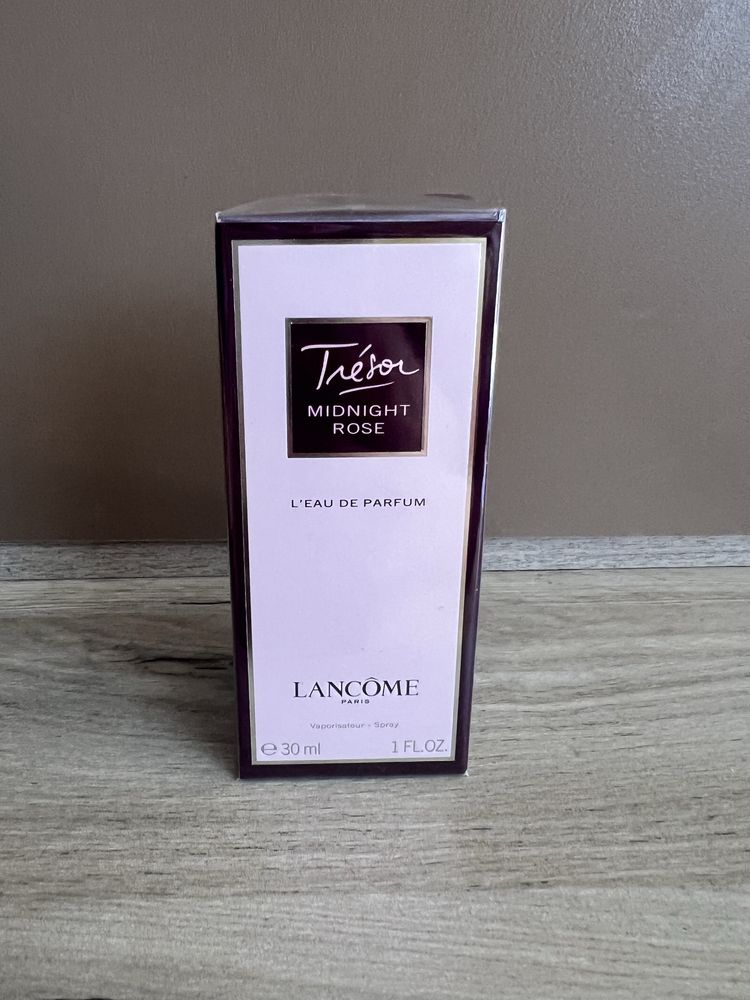 Trésor
MIDNIGHT
ROSE
L'EAU DE PARFUM
LANCÔME
PARIS
Vaporisateur - Spray
℮ 30 ml 1 FL.OZ.